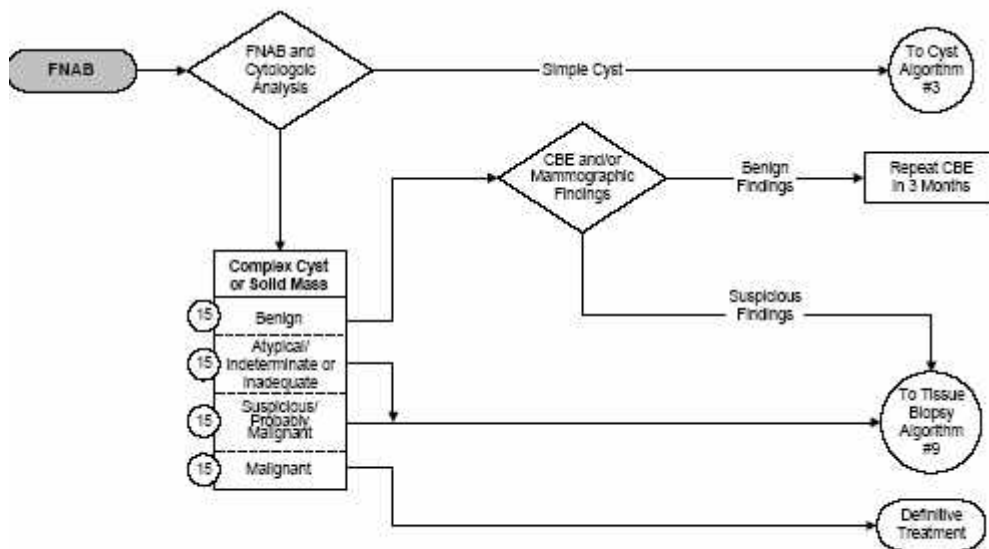 FNAB
FNAB and
Cytologoic
Analysis
Simple Cyst
To Cyst
Algorithm
#3
CBE and/or
Mammographic
Findings
Benign
Findings
Repeat CBE
in 3 Months
Complex Cyst
or Solid Mass
Suspicious
Findings
15
Benign
15
Atypical/
Indeterminate or
Inadequate
15
Suspicious/
Probably
Malignant
To Tissue
Biopsy
Algorithm
#9
15
Malignant
Definitive
Treatment